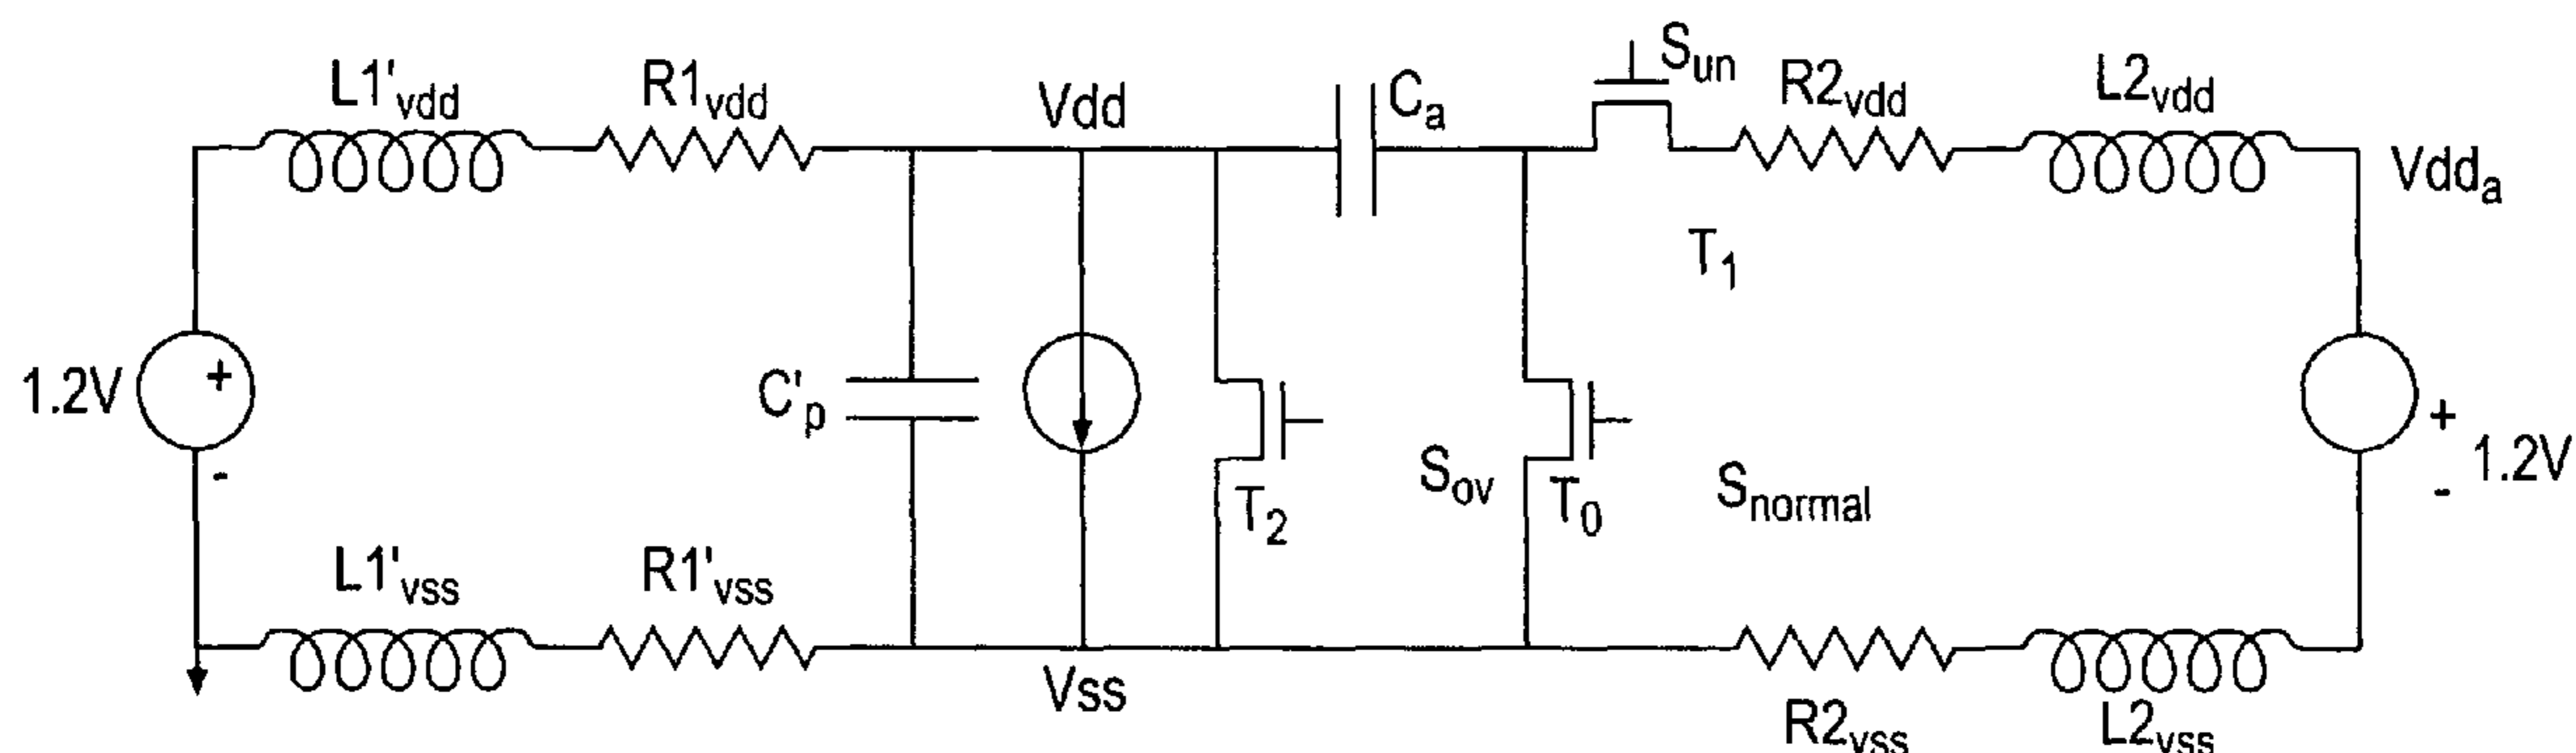 L1'vdd R1vdd Vdd Ca Sun R2vdd L2vdd
Vdda
T1
1.2V + - C'p T2 Sov T0 Snormal + - 1.2V
L1'vss R1'vss Vss R2vss L2vss